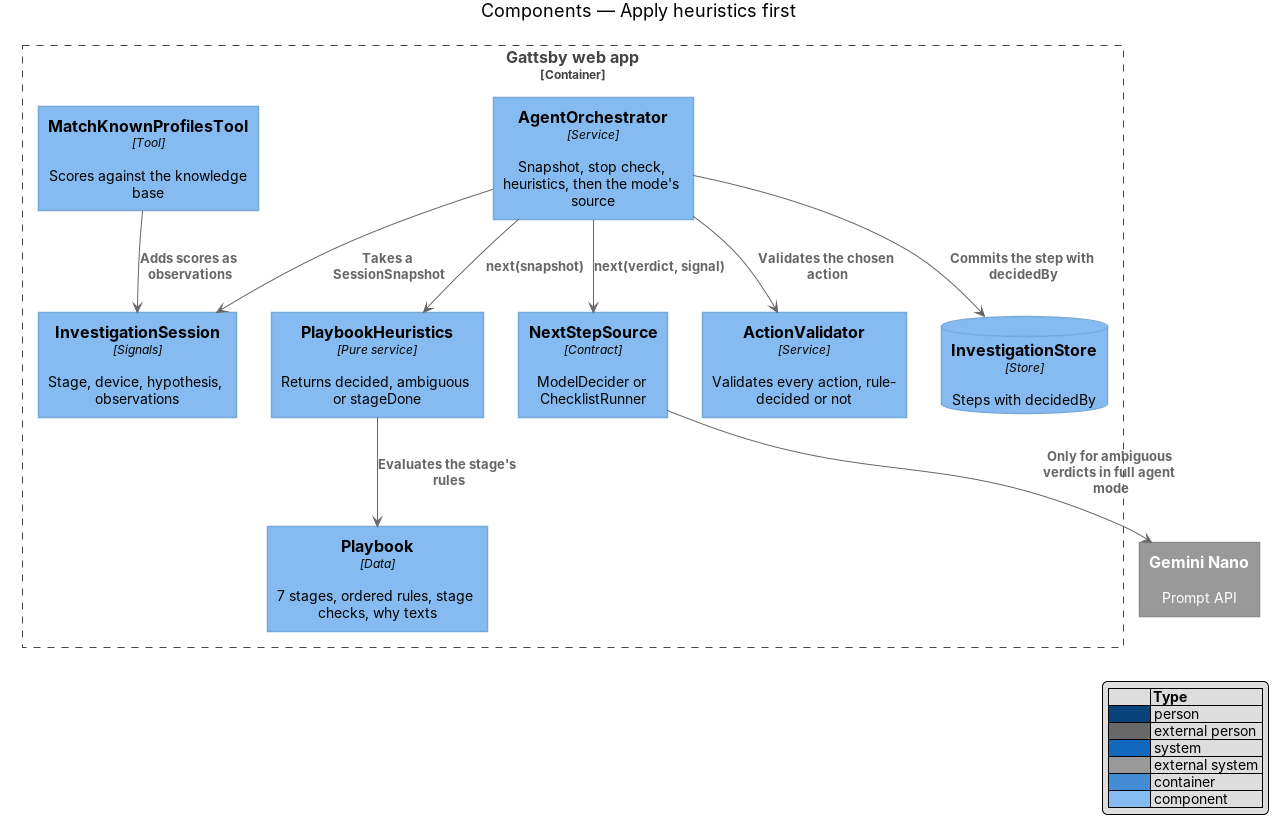 Components — Apply heuristics first
Gattsby web app
[Container]
MatchKnownProfilesTool
[Tool]
Scores against the knowledge
base
AgentOrchestrator
[Service]
Snapshot, stop check,
heuristics, then the mode's
source
Adds scores as
observations
Takes a
SessionSnapshot
next(snapshot)
next(verdict, signal)
Validates the chosen
action
Commits the step with
decidedBy
InvestigationSession
[Signals]
Stage, device, hypothesis,
observations
PlaybookHeuristics
[Pure service]
Returns decided, ambiguous
or stageDone
NextStepSource
[Contract]
ModelDecider or
ChecklistRunner
ActionValidator
[Service]
Validates every action, rule-
decided or not
InvestigationStore
[Store]
Steps with decidedBy
Evaluates the stage's
rules
Only for ambiguous
verdicts in full agent
mode
Playbook
[Data]
7 stages, ordered rules, stage
checks, why texts
Gemini Nano
Prompt API
Type
person
external person
system
external system
container
component